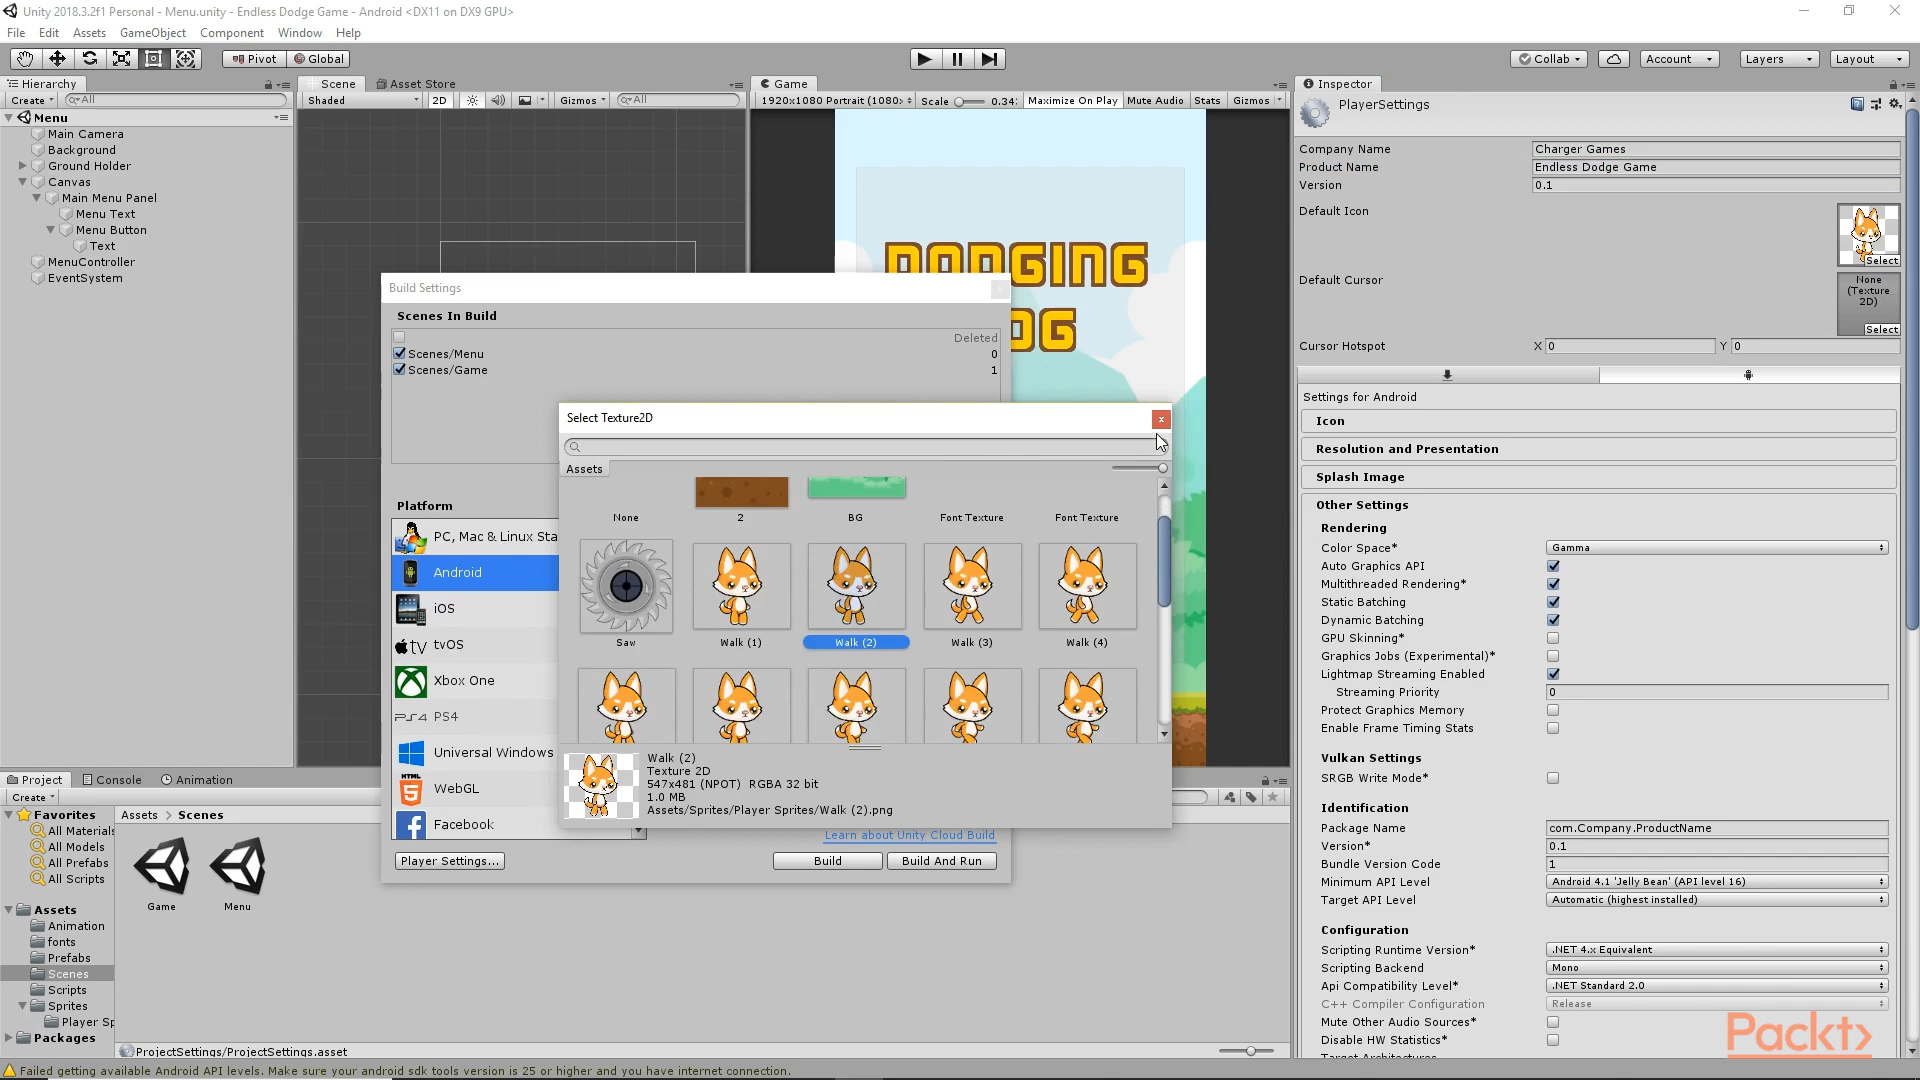 Unity 2018.3.2f1 Personal - Menu.unity - Endless Dodge Game - Android <DX11 on DX9 GPU>
File Edit Assets GameObject Component Window Help
Pivot Global Collab Account Layers Layout
Hierarchy Scene Asset Store Game Inspector
Create All Shaded 2D Gizmos All 1920x1080 Portrait (1080x Scale 0.34 Maximize On Play Mute Audio Stats Gizmos
Menu
Main Camera
Background
Ground Holder
Canvas
Main Menu Panel
Menu Text
Menu Button
Text
MenuController
EventSystem
DODGING
OG
Build Settings
Scenes In Build
Deleted
Scenes/Menu 0
Scenes/Game 1
Platform
PC, Mac & Linux Sta
Android
iOS
tv tvOS
Xbox One
PS4 PS4
Universal Windows
HTML
5 WebGL
Facebook
Learn about Unity Cloud Build
Player Settings... Build Build And Run
Select Texture2D
Assets
None 2 BG Font Texture Font Texture
Saw Walk (1) Walk (2) Walk (3) Walk (4)
Walk (2)
Texture 2D
547x481 (NPOT) RGBA 32 bit
1.0 MB
Assets/Sprites/Player Sprites/Walk (2).png
PlayerSettings
Company Name Charger Games
Product Name Endless Dodge Game
Version 0.1
Default Icon
Select
Default Cursor
None
(Texture
2D)
Select
Cursor Hotspot X 0 Y 0
Settings for Android
Icon
Resolution and Presentation
Splash Image
Other Settings
Rendering
Color Space* Gamma
Auto Graphics API
Multithreaded Rendering*
Static Batching
Dynamic Batching
GPU Skinning*
Graphics Jobs (Experimental)*
Lightmap Streaming Enabled
Streaming Priority 0
Protect Graphics Memory
Enable Frame Timing Stats
Vulkan Settings
SRGB Write Mode*
Identification
Package Name com.Company.ProductName
Version* 0.1
Bundle Version Code 1
Minimum API Level Android 4.1 'Jelly Bean' (API level 16)
Target API Level Automatic (highest installed)
Configuration
Scripting Runtime Version* .NET 4.x Equivalent
Scripting Backend Mono
Api Compatibility Level* .NET Standard 2.0
C++ Compiler Configuration Release
Mute Other Audio Sources*
Disable HW Statistics*
Packt>
Project Console Animation
Create
Favorites
All Materials
All Models
All Prefabs
All Scripts
Assets
Animation
fonts
Prefabs
Scenes
Scripts
Sprites
Player Sp
Packages
Assets > Scenes
Game Menu
ProjectSettings/ProjectSettings.asset
Failed getting available Android API levels. Make sure your android sdk tools version is 25 or higher and you have internet connection.